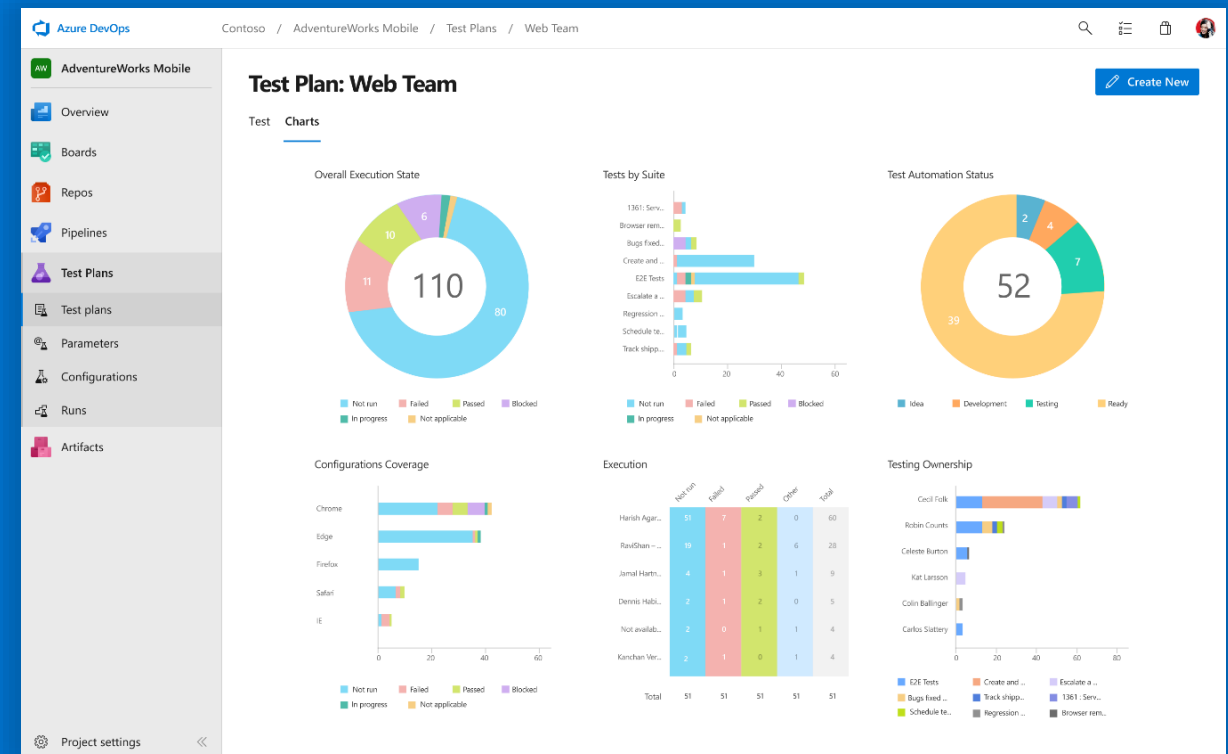 Azure DevOps
Contoso / AdventureWorks Mobile / Test Plans / Web Team
AW AdventureWorks Mobile
Overview
Boards
Repos
Pipelines
Test Plans
Test plans
Parameters
Configurations
Runs
Artifacts
Project settings
Test Plan: Web Team
Create New
Test Charts
Overall Execution State
6
10
11
110
80
Not run Failed Passed Blocked
In progress Not applicable
Tests by Suite
1361: Serv...
Browser rem...
Bugs fixed...
Create and ...
E2E Tests
Escalate a ...
Regression ...
Schedule te...
Track shipp...
0 20 40 60
Not run Failed Passed Blocked
In progress Not applicable
Test Automation Status
2
4
7
52
39
Idea Development Testing Ready
Configurations Coverage
Chrome
Edge
Firefox
Safari
IE
0 20 40 60
Not run Failed Passed Blocked
In progress Not applicable
Execution
Not run Failed Passed Other Total
Harish Agar... 51 7 2 0 60
RaviShan – ... 19 1 2 6 28
Jamal Hartn... 4 1 3 1 9
Dennis Habi... 2 1 2 0 5
Not availab... 2 0 1 1 4
Kanchan Ver... 2 1 0 1 4
Total 51 51 51 51 51
Testing Ownership
Cecil Folk
Robin Counts
Celeste Burton
Kat Larsson
Colin Ballinger
Carlos Slattery
0 20 40 60 80
E2E Tests Create and ... Escalate a ...
Bugs fixed ... Track shipp... 1361 : Serv...
Schedule te... Regression ... Browser rem...